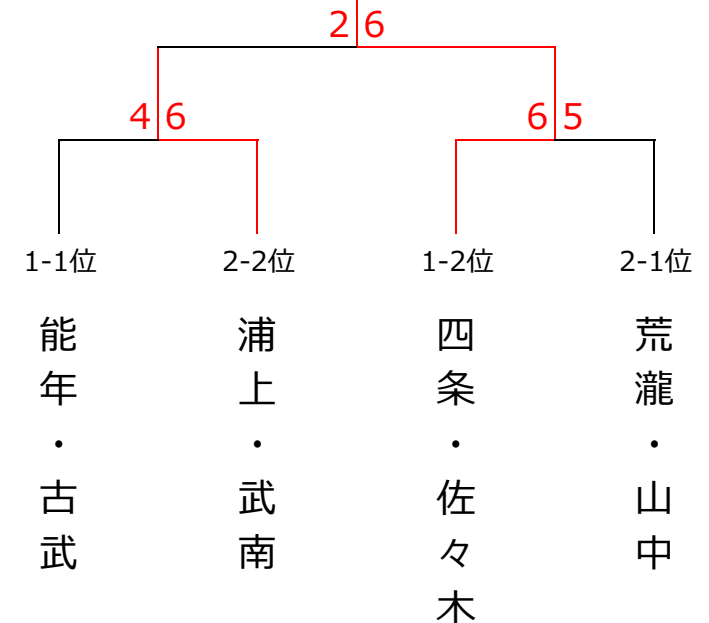 2 6
4 6
6 5
1-1位
2-2位
1-2位
2-1位
能年・古武
浦上・武南
四条・佐々木
荒瀧・山中